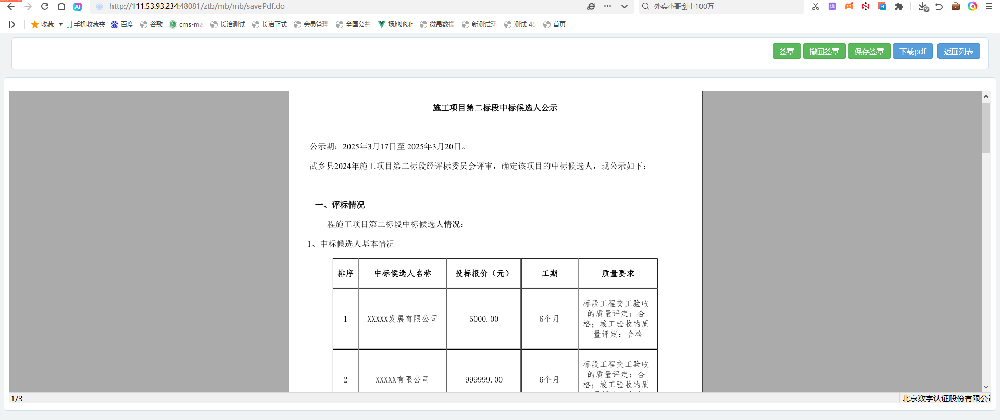 http://111.53.93.234:48081/ztb/mb/mb/savePdf.do
外卖小哥刮中100万
收藏 手机收藏夹 百度 谷歌 cms-ma 长治测试 长治正式 会员管理 全国公共 场地地址 微昂数据 新测试环 测试 48 首页
签章 撤回签章 保存签章 下载pdf 返回列表
施工项目第二标段中标候选人公示
公示期：2025年3月17日至 2025年3月20日。
武乡县2024年施工项目第二标段经评标委员会评审，确定该项目的中标候选人，现公示如下：
一、评标情况
程施工项目第二标段中标候选人情况：
1、中标候选人基本情况
排序 中标候选人名称 投标报价（元） 工期 质量要求
1 XXXXX发展有限公司 5000.00 6个月 标段工程交工验收
的质量评定：合
格；竣工验收的质
量评定：合格
2 XXXXX有限公司 999999.00 6个月 标段工程交工验收
的质量评定：合
格；竣工验收的质
1/3
北京数字认证股份有限公司